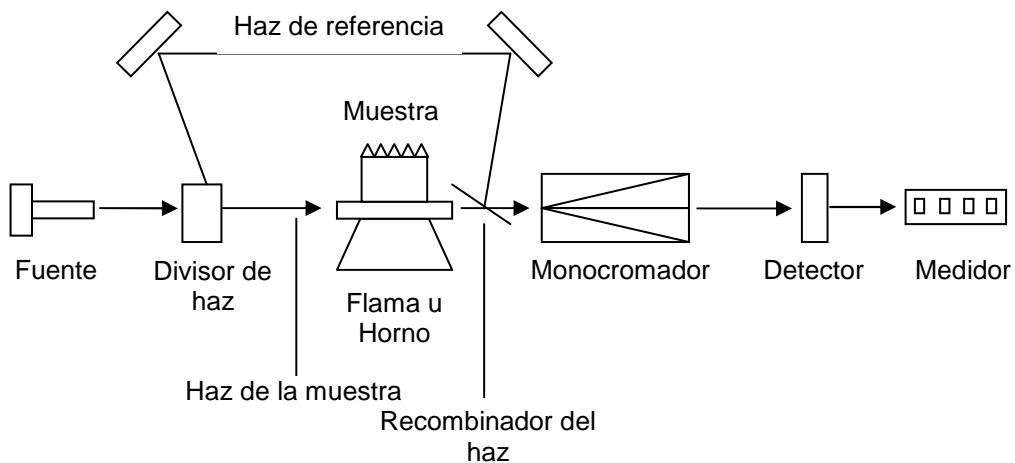 Haz de referencia
Muestra
Fuente
Divisor de
haz
Flama u
Horno
Monocromador
Detector
Medidor
Haz de la muestra
Recombinador del
haz